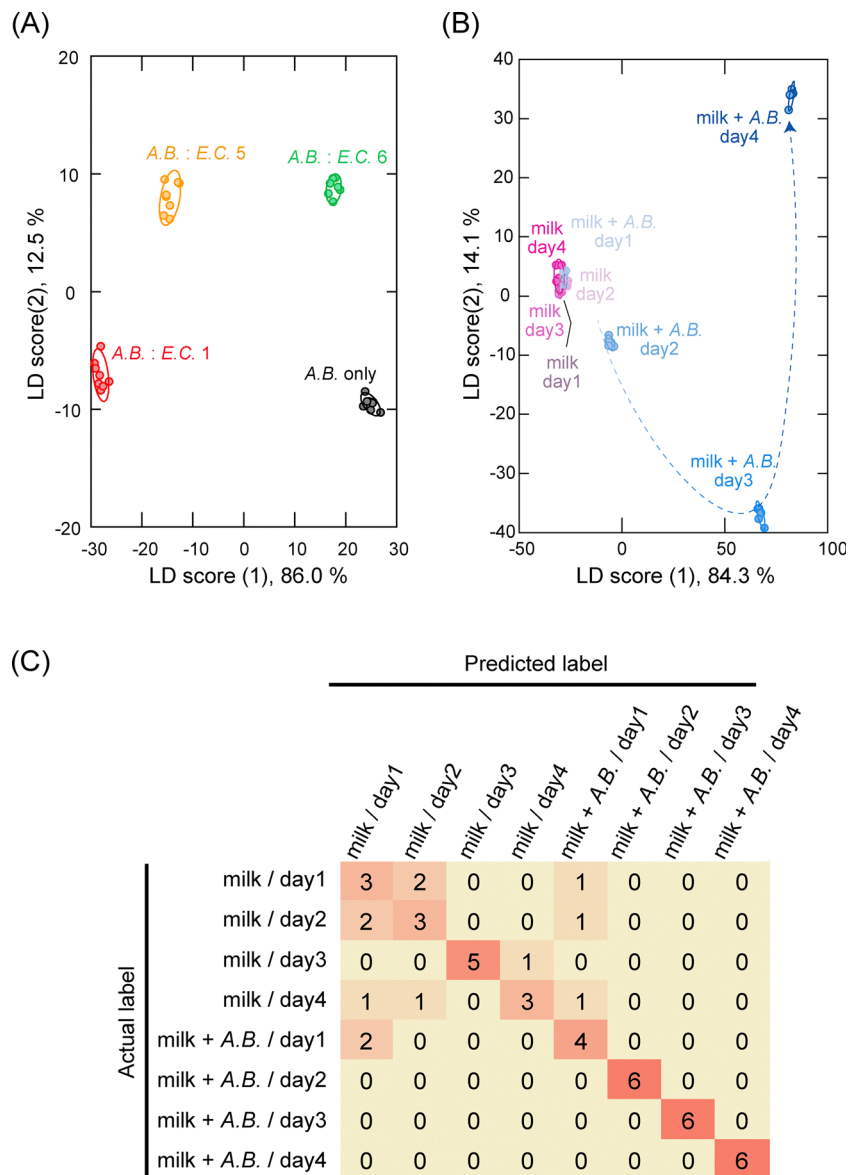 (A)
20
10
0
-10
-20
-30
-20
-10
0
10
20
30
LD score(2), 12.5 %
LD score (1), 86.0 %
A.B. : E.C. 5
A.B. : E.C. 6
A.B. : E.C. 1
A.B. only
(B)
40
30
20
10
0
-10
-20
-30
-40
-50
0
50
100
LD score(2), 14.1 %
LD score (1), 84.3 %
milk + A.B.
day4
milk
day4
milk + A.B.
day1
milk
day2
milk
day3
milk
day1
milk + A.B.
day2
milk + A.B.
day3
(C)
Predicted label
milk / day1
milk / day2
milk / day3
milk / day4
milk + A.B. / day1
milk + A.B. / day2
milk + A.B. / day3
milk + A.B. / day4
Actual label
milk / day1 3 2 0 0 1 0 0 0
milk / day2 2 3 0 0 1 0 0 0
milk / day3 0 0 5 1 0 0 0 0
milk / day4 1 1 0 3 1 0 0 0
milk + A.B. / day1 2 0 0 0 4 0 0 0
milk + A.B. / day2 0 0 0 0 0 6 0 0
milk + A.B. / day3 0 0 0 0 0 0 6 0
milk + A.B. / day4 0 0 0 0 0 0 0 6